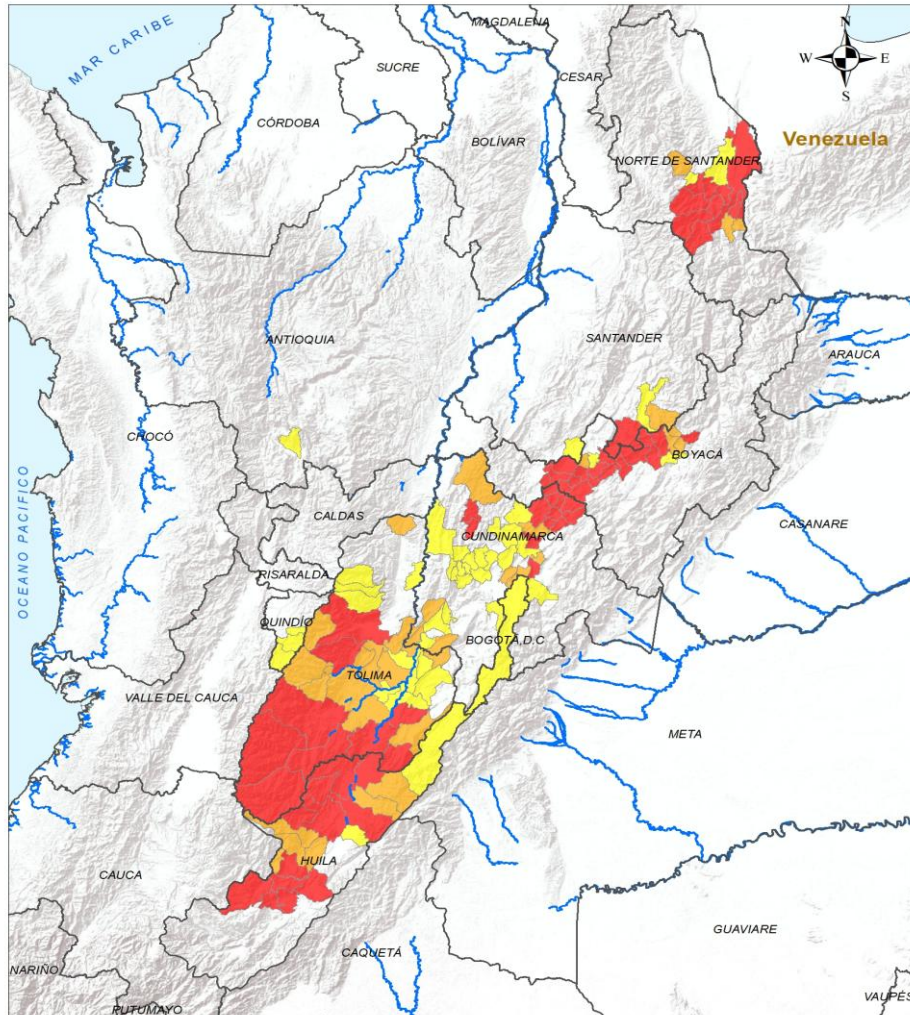 MAGDALENA
MAR CARIBE
N
W E
S
SUCRE
CESAR
CÓRDOBA
BOLÍVAR
Venezuela
NORTE DE SANTANDER
ANTIOQUIA
SANTANDER
ARAUCA
CHOCÓ
BOYACÁ
OCEANO PACIFICO
CALDAS
CUNDINAMARCA
CASANARE
RISARALDA
QUINDÍO
BOGOTÁ,D.C
TOLIMA
VALLE DEL CAUCA
META
HUILA
CAUCA
GUAVIARE
CAQUETÁ
NARIÑO
VAUPÉS
PUTUMAYO